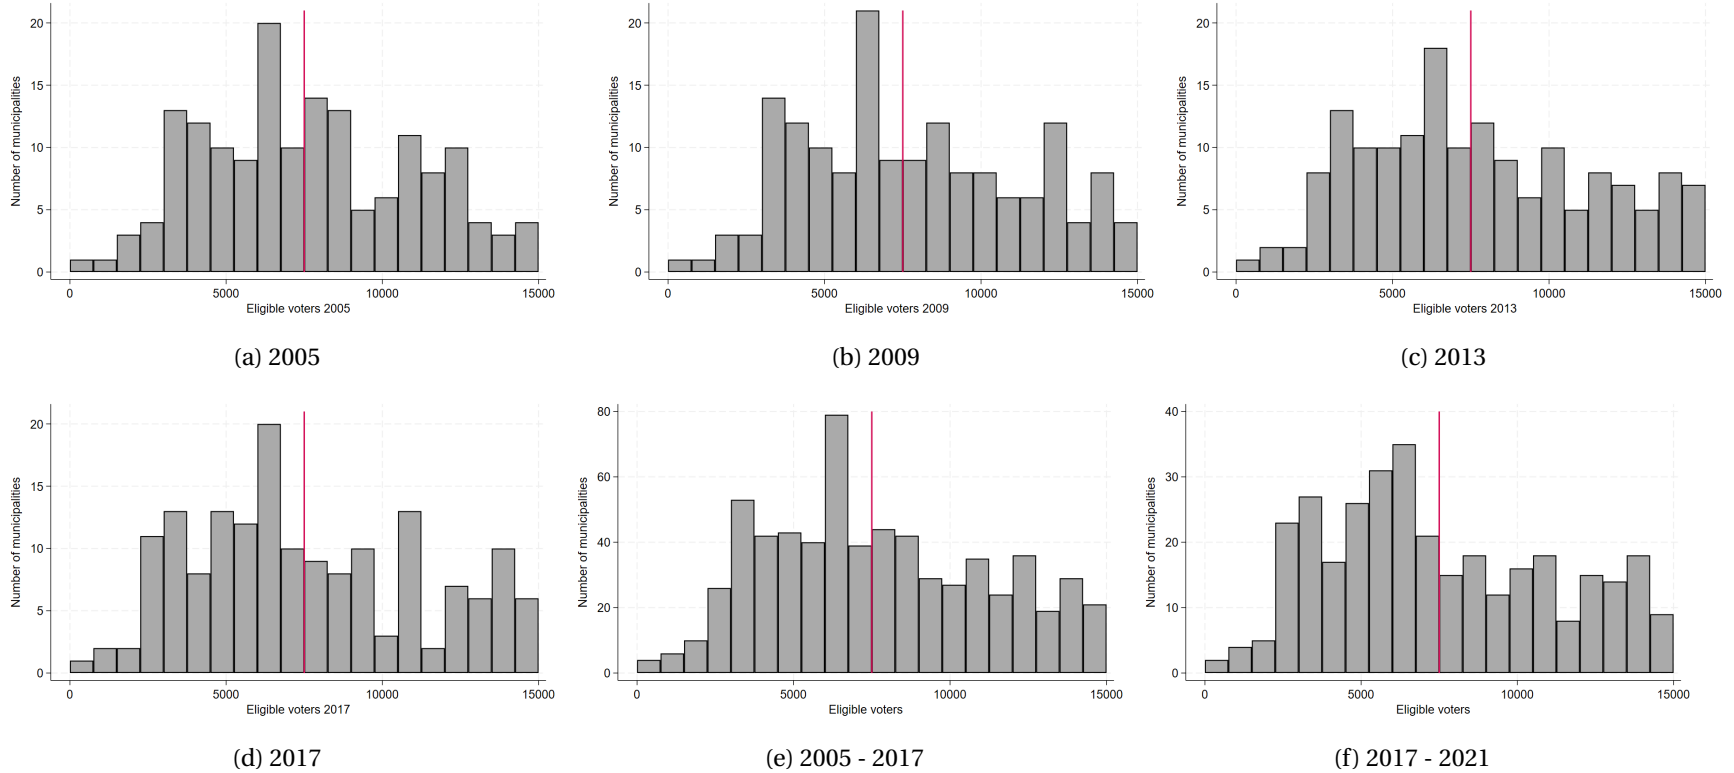 Number of municipalities
20
15
10
5
0
0 5000 10000 15000
Eligible voters 2005
(a) 2005
Number of municipalities
20
15
10
5
0
0 5000 10000 15000
Eligible voters 2009
(b) 2009
Number of municipalities
20
15
10
5
0
0 5000 10000 15000
Eligible voters 2013
(c) 2013
Number of municipalities
20
15
10
5
0
0 5000 10000 15000
Eligible voters 2017
(d) 2017
Number of municipalities
80
60
40
20
0
0 5000 10000 15000
Eligible voters
(e) 2005 - 2017
Number of municipalities
40
30
20
10
0
0 5000 10000 15000
Eligible voters
(f) 2017 - 2021